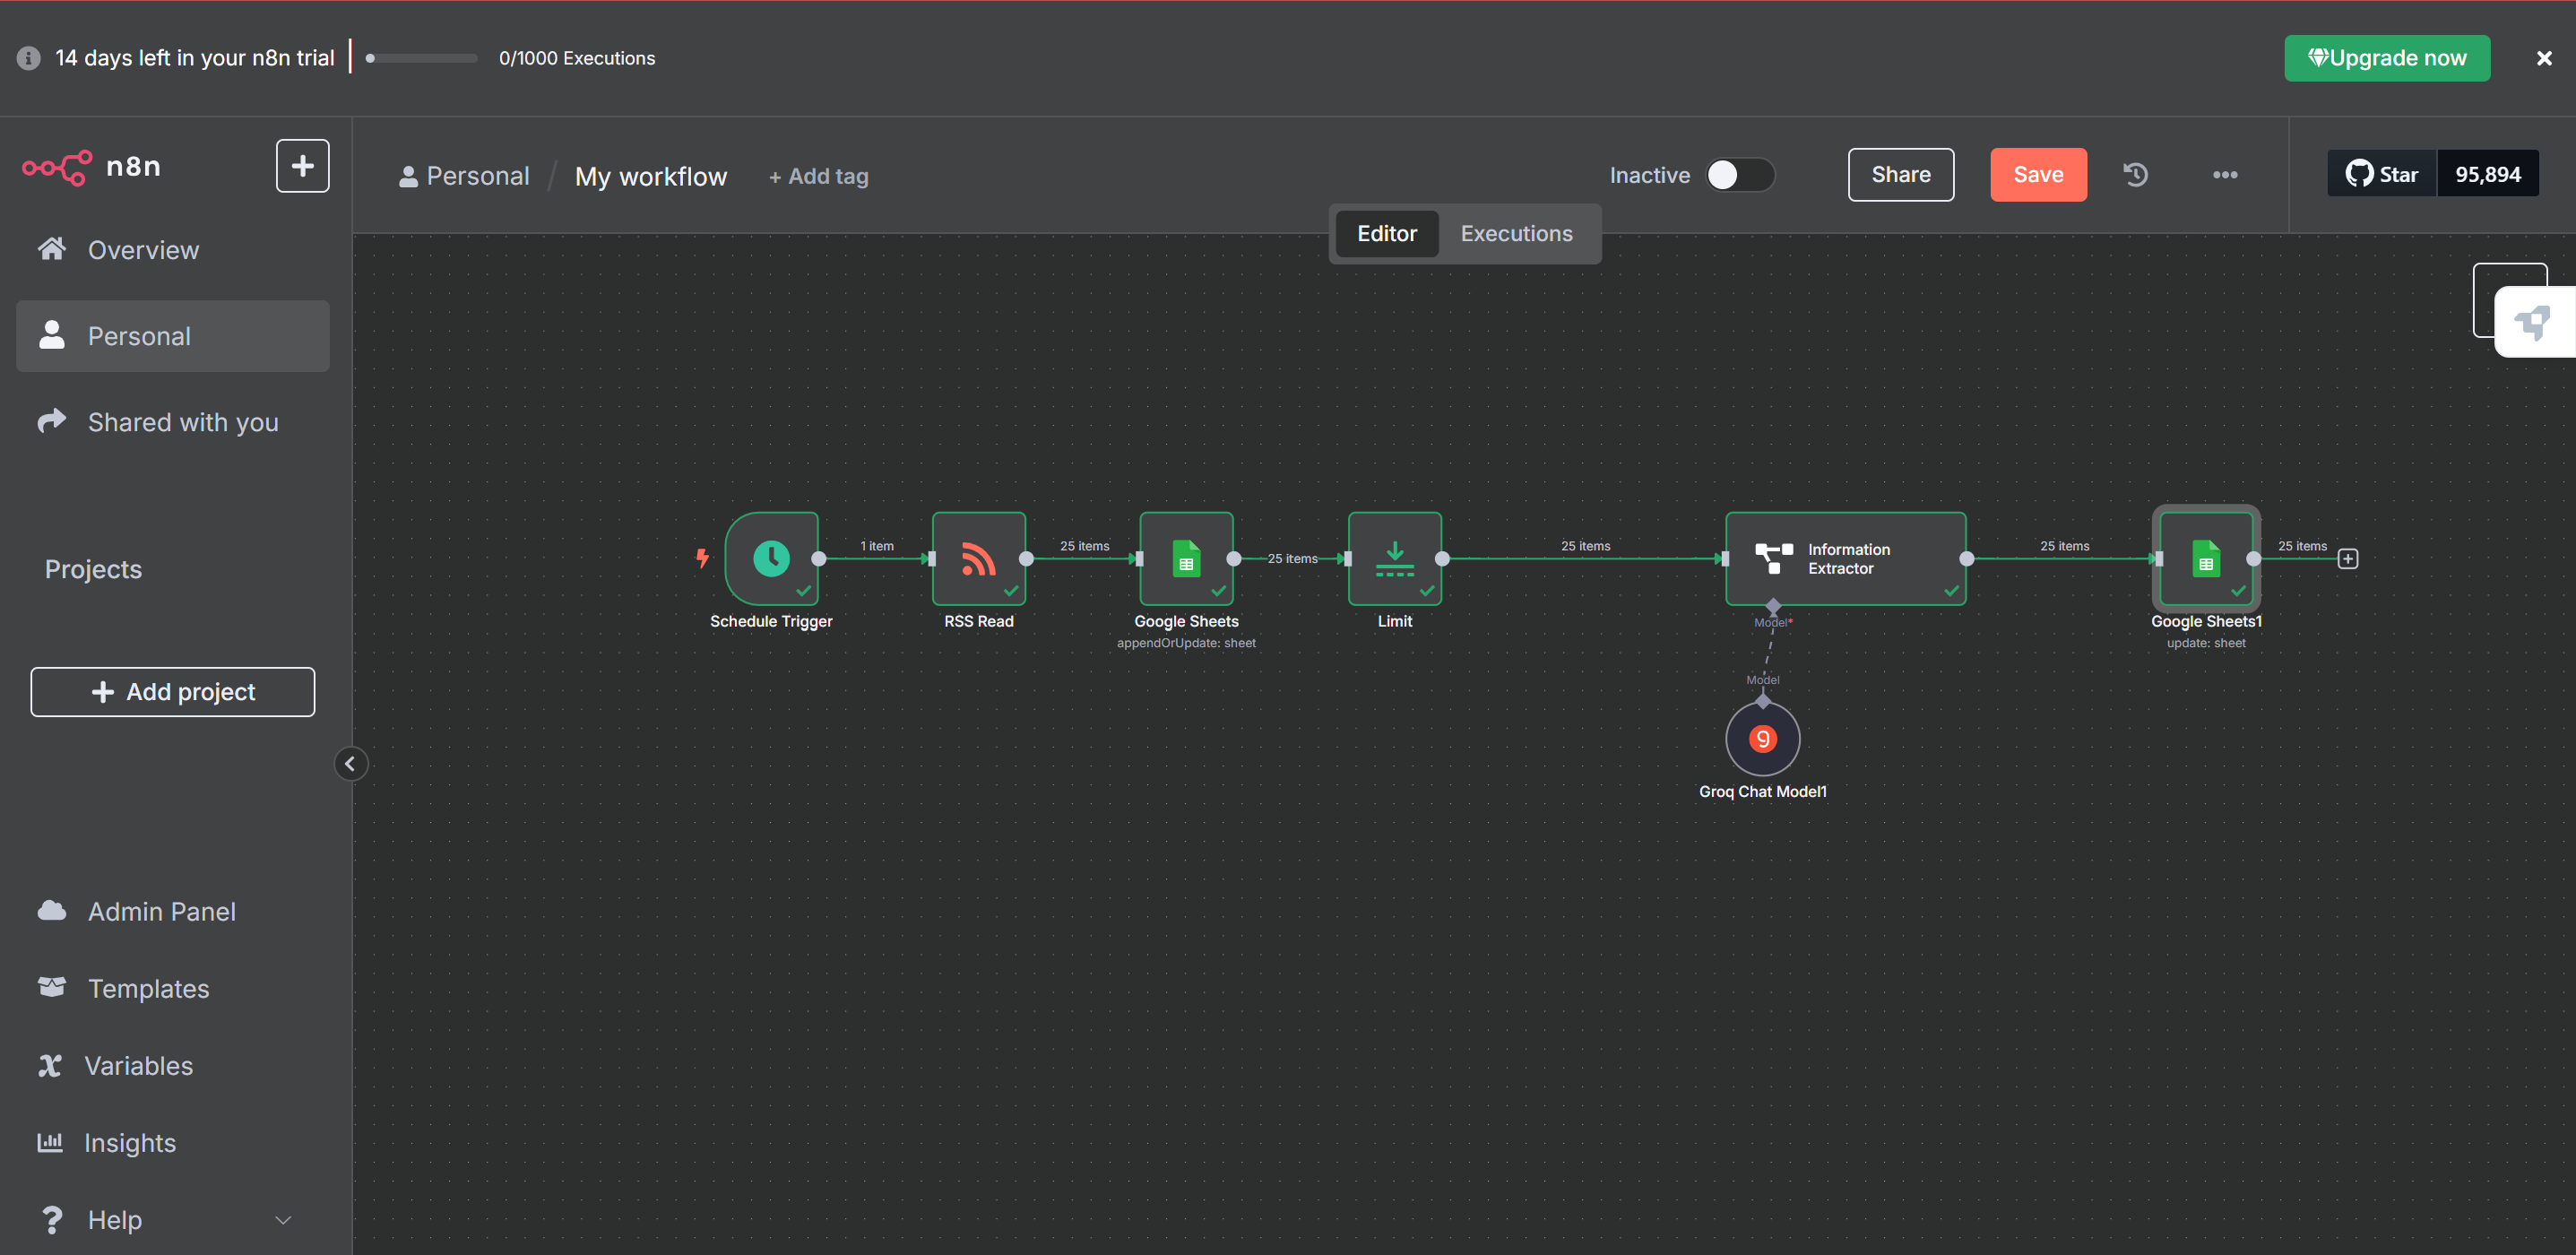 14 days left in your n8n trial
0/1000 Executions
Upgrade now
n8n
Personal / My workflow
+ Add tag
Inactive
Share
Save
Star
95,894
Editor
Executions
Overview
Personal
Shared with you
Projects
Add project
Admin Panel
Templates
Variables
Insights
Help
1 item
25 items
25 items
25 items
25 items
25 items
Schedule Trigger
RSS Read
Google Sheets
appendOrUpdate: sheet
Limit
Information
Extractor
Model*
Model
Groq Chat Model1
Google Sheets1
update: sheet